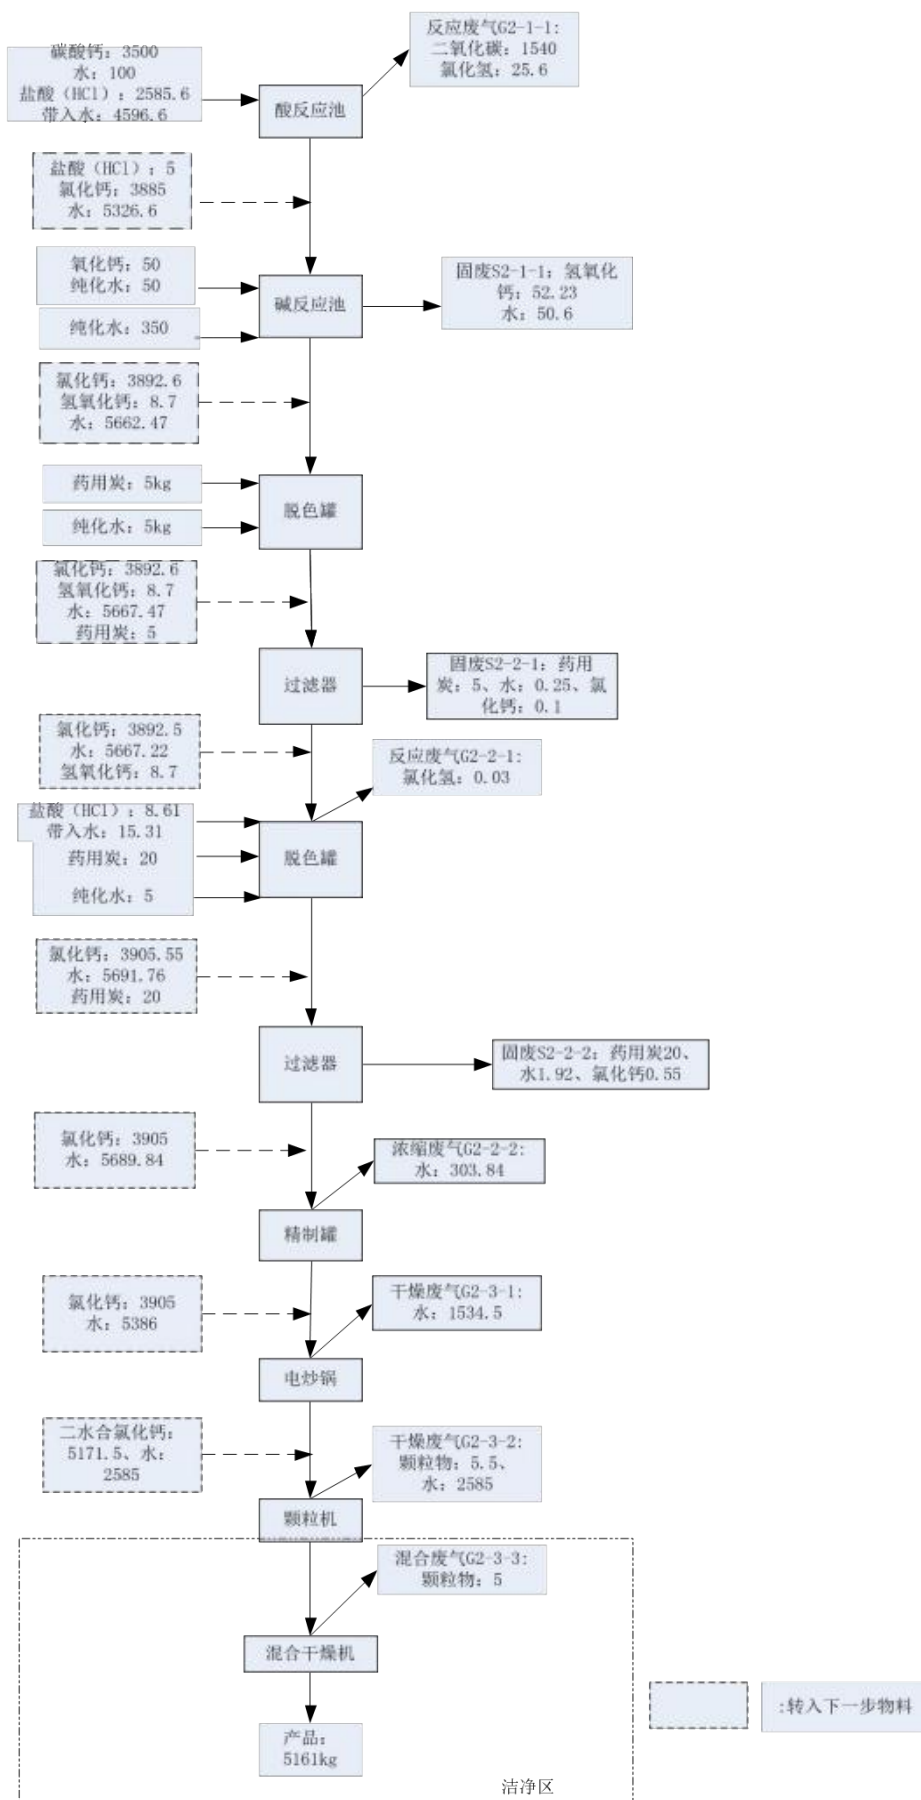 反应废气G2-1-1:
二氧化碳: 1540
氯化氢: 25.6
碳酸钙: 3500
水: 100
盐酸（HCl）: 2585.6
带入水: 4596.6
酸反应池
盐酸（HCl）: 5
氯化钙: 3885
水: 5326.6
氧化钙: 50
纯化水: 50
固废S2-1-1: 氢氧化
钙: 52.23
水: 50.6
碱反应池
纯化水: 350
氯化钙: 3892.6
氢氧化钙: 8.7
水: 5662.47
药用炭: 5kg
脱色罐
纯化水: 5kg
氯化钙: 3892.6
氢氧化钙: 8.7
水: 5667.47
药用炭: 5
过滤器
固废S2-2-1: 药用
炭: 5、水: 0.25、氯
化钙: 0.1
氯化钙: 3892.5
水: 5667.22
氢氧化钙: 8.7
反应废气G2-2-1:
氯化氢: 0.03
盐酸（HCl）: 8.61
带入水: 15.31
药用炭: 20
纯化水: 5
脱色罐
氯化钙: 3905.55
水: 5691.76
药用炭: 20
过滤器
固废S2-2-2: 药用炭20、
水1.92、氯化钙0.55
氯化钙: 3905
水: 5689.84
浓缩废气G2-2-2:
水: 303.84
精制罐
氯化钙: 3905
水: 5386
干燥废气G2-3-1:
水: 1534.5
电炒锅
二水合氯化钙:
5171.5、水:
2585
干燥废气G2-3-2:
颗粒物: 5.5、
水: 2585
颗粒机
混合废气G2-3-3:
颗粒物: 5
混合干燥机
:转入下一步物料
产品:
5161kg
洁净区